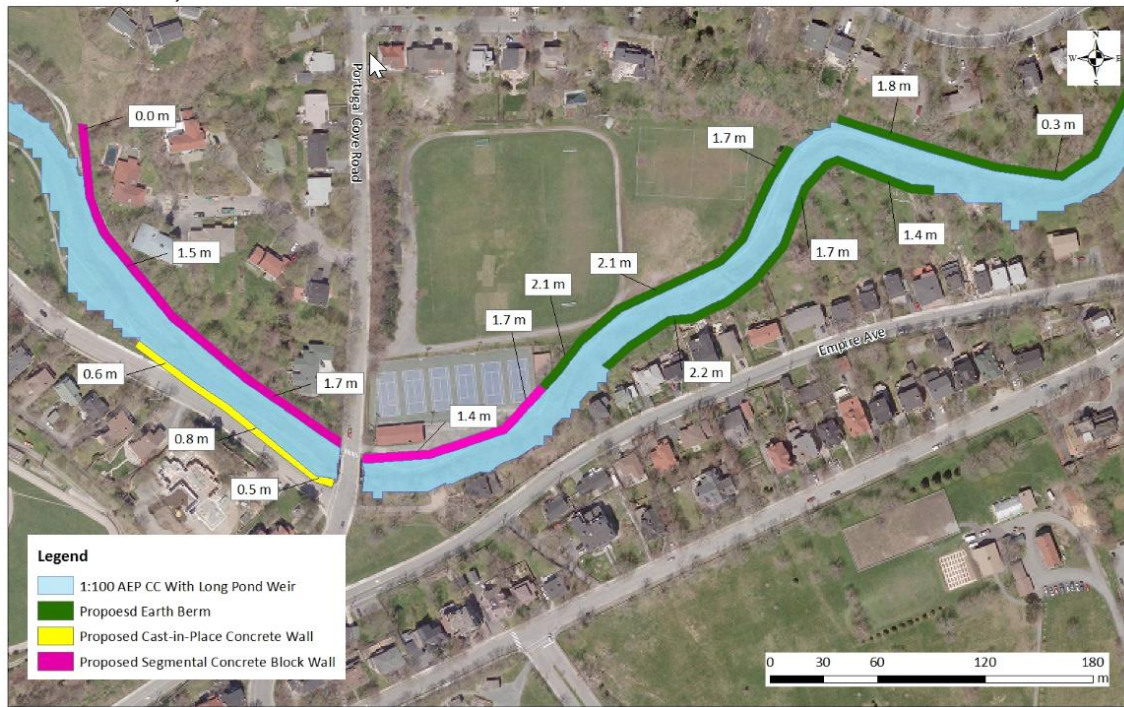 N
W E
S
Portugal Cove Road
0.0 m
1.8 m
0.3 m
1.7 m
1.5 m
2.1 m
1.4 m
1.7 m
2.1 m
1.7 m
Empire Ave
0.6 m
1.7 m
2.2 m
1.4 m
0.8 m
0.5 m
Legend
1:100 AEP CC With Long Pond Weir
Propoesd Earth Berm
Proposed Cast-in-Place Concrete Wall
Proposed Segmental Concrete Block Wall
0 30 60 120 180
m